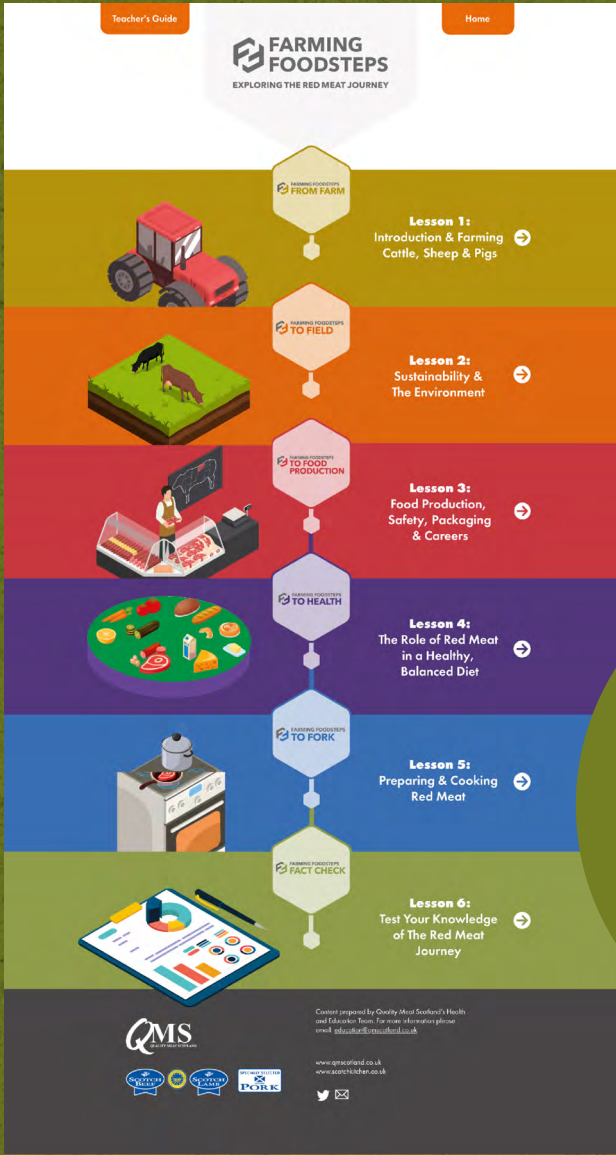 Teacher's Guide
Home
FARMING
FOODSTEPS
EXPLORING THE RED MEAT JOURNEY
FARMING FOODSTEPS
FROM FARM
Lesson 1:
Introduction & Farming
Cattle, Sheep & Pigs
FARMING FOODSTEPS
TO FIELD
Lesson 2:
Sustainability &
The Environment
FARMING FOODSTEPS
TO FOOD
PRODUCTION
Lesson 3:
Food Production,
Safety, Packaging
& Careers
FARMING FOODSTEPS
TO HEALTH
Lesson 4:
The Role of Red Meat
in a Healthy,
Balanced Diet
FARMING FOODSTEPS
TO FORK
Lesson 5:
Preparing & Cooking
Red Meat
FARMING FOODSTEPS
FACT CHECK
Lesson 6:
Test Your Knowledge
of The Red Meat
Journey
QMS
QUALITY MEAT SCOTLAND
Content prepared by Quality Meat Scotland's Health
and Education Team. For more information please
email education@qmscotland.co.uk
www.qmscotland.co.uk
www.scotchkitchen.co.uk
SCOTCH
BEEF
SCOTCH
LAMB
SPECIALLY SELECTED
PORK